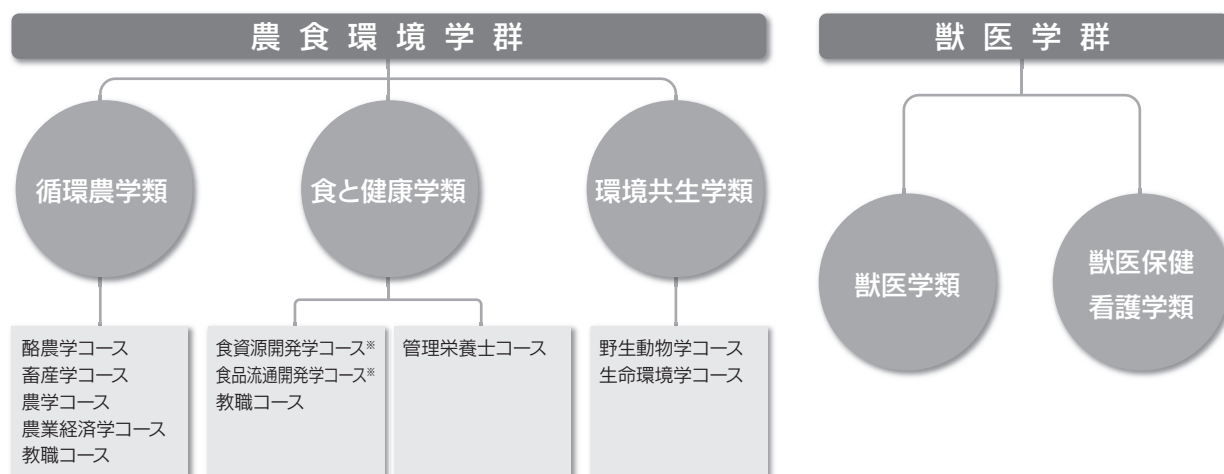 農食環境学群
獣医学群
循環農学類
食と健康学類
環境共生学類
獣医学類
獣医保健
看護学類
酪農学コース
畜産学コース
農学コース
農業経済学コース
教職コース
食資源開発学コース※
食品流通開発学コース※
教職コース
管理栄養士コース
野生動物学コース
生命環境学コース